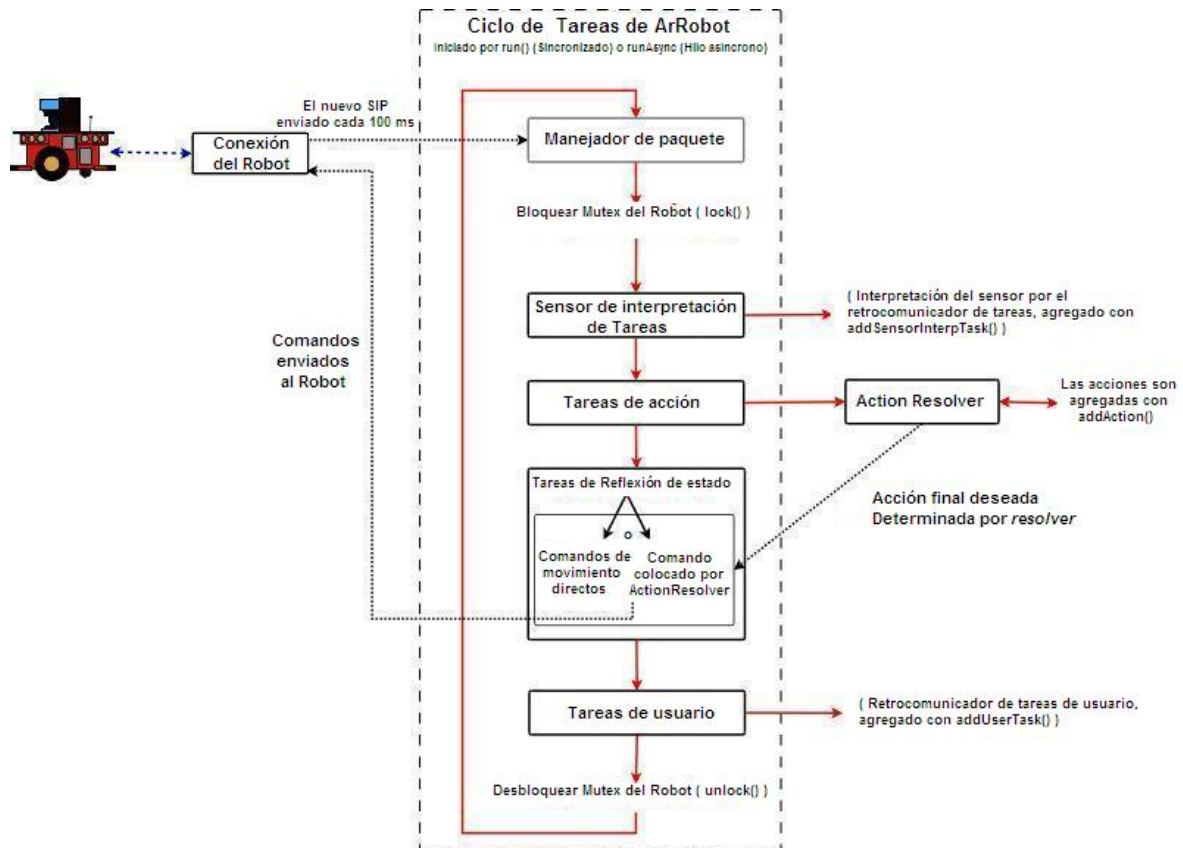 Ciclo de Tareas de ArRobot
Iniciado por run() (Sincronizado) o runAsync (Hilo asincrono)
El nuevo SIP
enviado cada 100 ms
Conexión
del Robot
Manejador de paquete
Bloquear Mutex del Robot ( lock() )
Sensor de interpretación
de Tareas
( Interpretación del sensor por el
retrocomunicador de tareas, agregado con
addSensorInterpTask() )
Comandos
enviados
al Robot
Tareas de acción
Action Resolver
Las acciones son
agregadas con
addAction()
Tareas de Reflexión de estado
o
Comandos de
movimiento
directos
Comando
colocado por
ActionResolver
Acción final deseada
Determinada por resolver
Tareas de usuario
( Retrocomunicador de tareas de usuario,
agregado con addUserTask() )
Desbloquear Mutex del Robot ( unlock() )